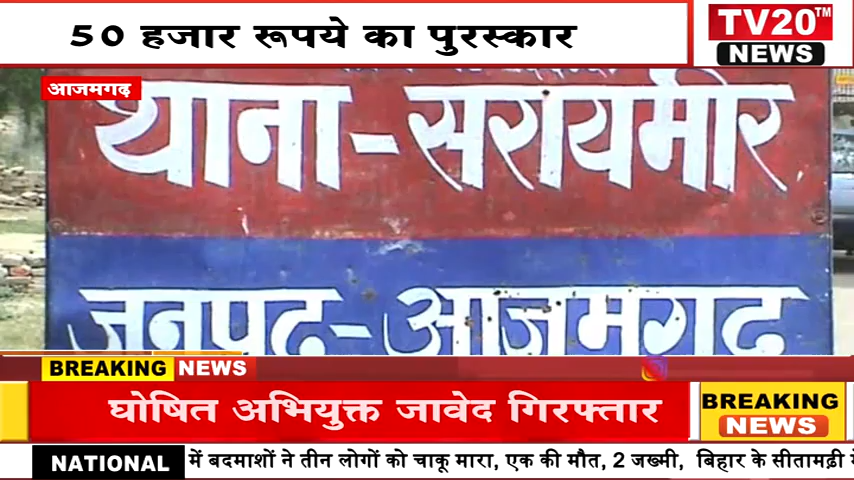 50 हजार रूपये का पुरस्कार
TV20™
NEWS
आजमगढ़
थाना-सरायमीर
जनपद-आजमगढ
BREAKING NEWS
घोषित अभियुक्त जावेद गिरफ्तार
BREAKING
NEWS
NATIONAL में बदमाशों ने तीन लोगों को चाकू मारा, एक की मौत, 2 जख्मी, बिहार के सीतामढ़ी